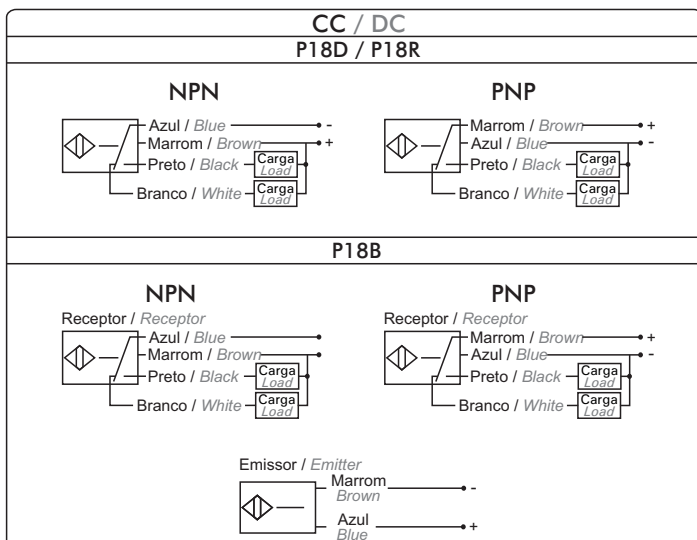 CC / DC
P18D / P18R
NPN
Azul / Blue -
Marrom / Brown +
Preto / Black Carga Load
Branco / White Carga Load
PNP
Marrom / Brown +
Azul / Blue -
Preto / Black Carga Load
Branco / White Carga Load
P18B
NPN
Receptor / Receptor
Azul / Blue
Marrom / Brown
Preto / Black Carga Load
Branco / White Carga Load
PNP
Receptor / Receptor
Marrom / Brown +
Azul / Blue -
Preto / Black Carga Load
Branco / White Carga Load
Emissor / Emitter
Marrom -
Brown
Azul +
Blue